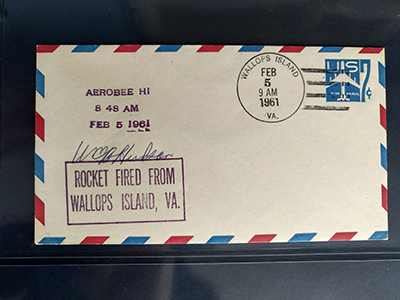 AEROBEE HI
8 48 AM
FEB 5 1961
WALLOPS ISLAND
FEB
5
9 AM
1961
VA.
US
7¢
ROCKET FIRED FROM
WALLOPS ISLAND, VA.